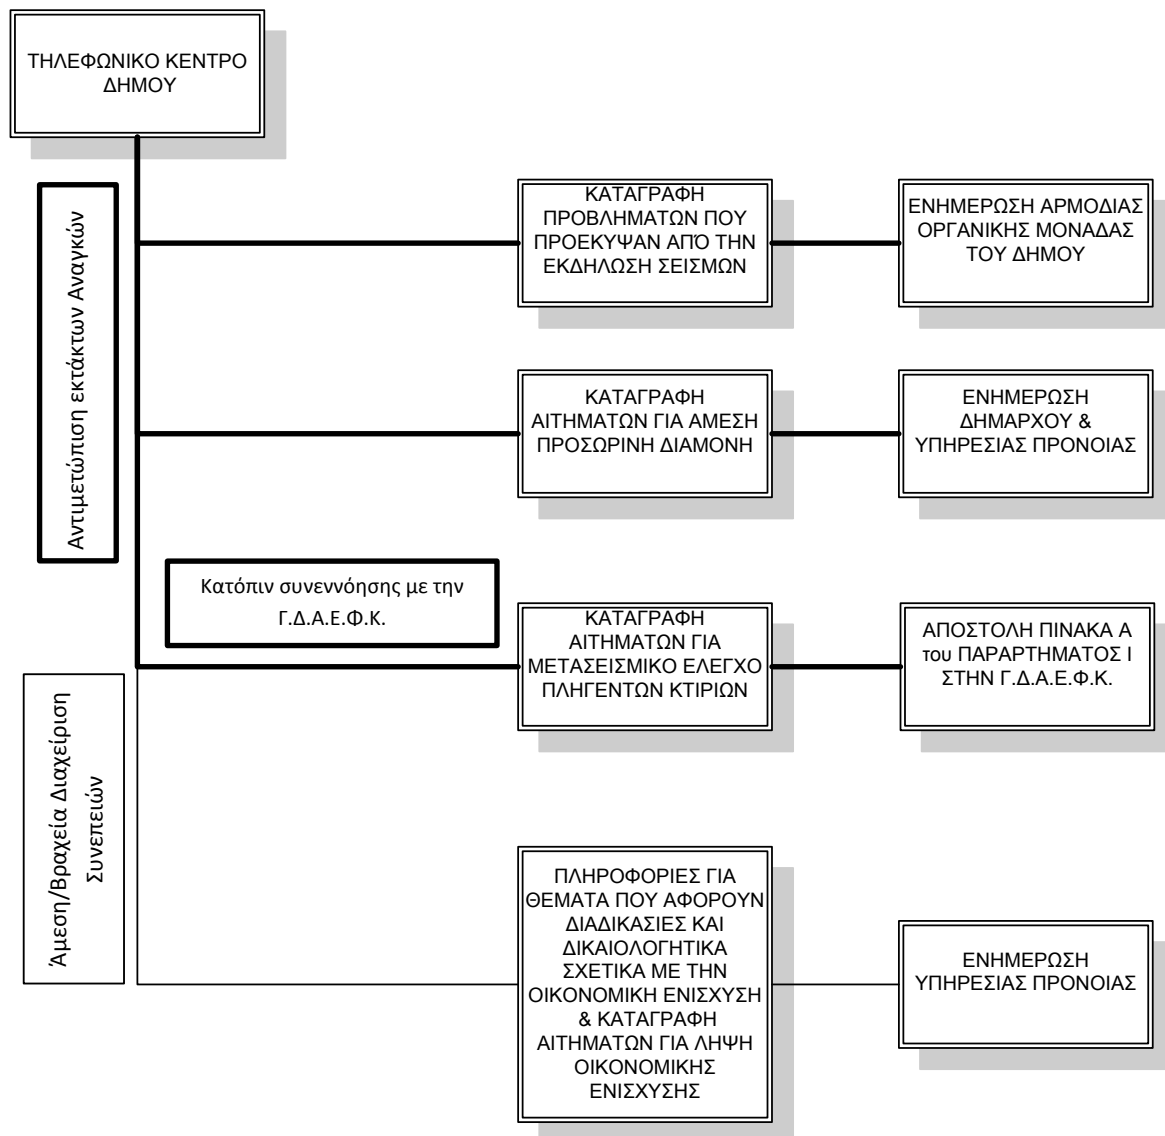 ΤΗΛΕΦΩΝΙΚΟ ΚΕΝΤΡΟ
ΔΗΜΟΥ
Αντιμετώπιση εκτάκτων Αναγκών
ΚΑΤΑΓΡΑΦΗ
ΠΡΟΒΛΗΜΑΤΩΝ ΠΟΥ
ΠΡΟΕΚΥΨΑΝ ΑΠΌ ΤΗΝ
ΕΚΔΗΛΩΣΗ ΣΕΙΣΜΩΝ
ΕΝΗΜΕΡΩΣΗ ΑΡΜΟΔΙΑΣ
ΟΡΓΑΝΙΚΗΣ ΜΟΝΑΔΑΣ
ΤΟΥ ΔΗΜΟΥ
ΚΑΤΑΓΡΑΦΗ
ΑΙΤΗΜΑΤΩΝ ΓΙΑ ΑΜΕΣΗ
ΠΡΟΣΩΡΙΝΗ ΔΙΑΜΟΝΗ
ΕΝΗΜΕΡΩΣΗ
ΔΗΜΑΡΧΟΥ &
ΥΠΗΡΕΣΙΑΣ ΠΡΟΝΟΙΑΣ
Κατόπιν συνεννόησης με την
Γ.Δ.Α.Ε.Φ.Κ.
ΚΑΤΑΓΡΑΦΗ
ΑΙΤΗΜΑΤΩΝ ΓΙΑ
ΜΕΤΑΣΕΙΣΜΙΚΟ ΕΛΕΓΧΟ
ΠΛΗΓΕΝΤΩΝ ΚΤΙΡΙΩΝ
ΑΠΟΣΤΟΛΗ ΠΙΝΑΚΑ Α
του ΠΑΡΑΡΤΗΜΑΤΟΣ Ι
ΣΤΗΝ Γ.Δ.Α.Ε.Φ.Κ.
Άμεση/Βραχεία Διαχείριση
Συνεπειών
ΠΛΗΡΟΦΟΡΙΕΣ ΓΙΑ
ΘΕΜΑΤΑ ΠΟΥ ΑΦΟΡΟΥΝ
ΔΙΑΔΙΚΑΣΙΕΣ ΚΑΙ
ΔΙΚΑΙΟΛΟΓΗΤΙΚΑ
ΣΧΕΤΙΚΑ ΜΕ ΤΗΝ
ΟΙΚΟΝΟΜΙΚΗ ΕΝΙΣΧΥΣΗ
& ΚΑΤΑΓΡΑΦΗ
ΑΙΤΗΜΑΤΩΝ ΓΙΑ ΛΗΨΗ
ΟΙΚΟΝΟΜΙΚΗΣ
ΕΝΙΣΧΥΣΗΣ
ΕΝΗΜΕΡΩΣΗ
ΥΠΗΡΕΣΙΑΣ ΠΡΟΝΟΙΑΣ